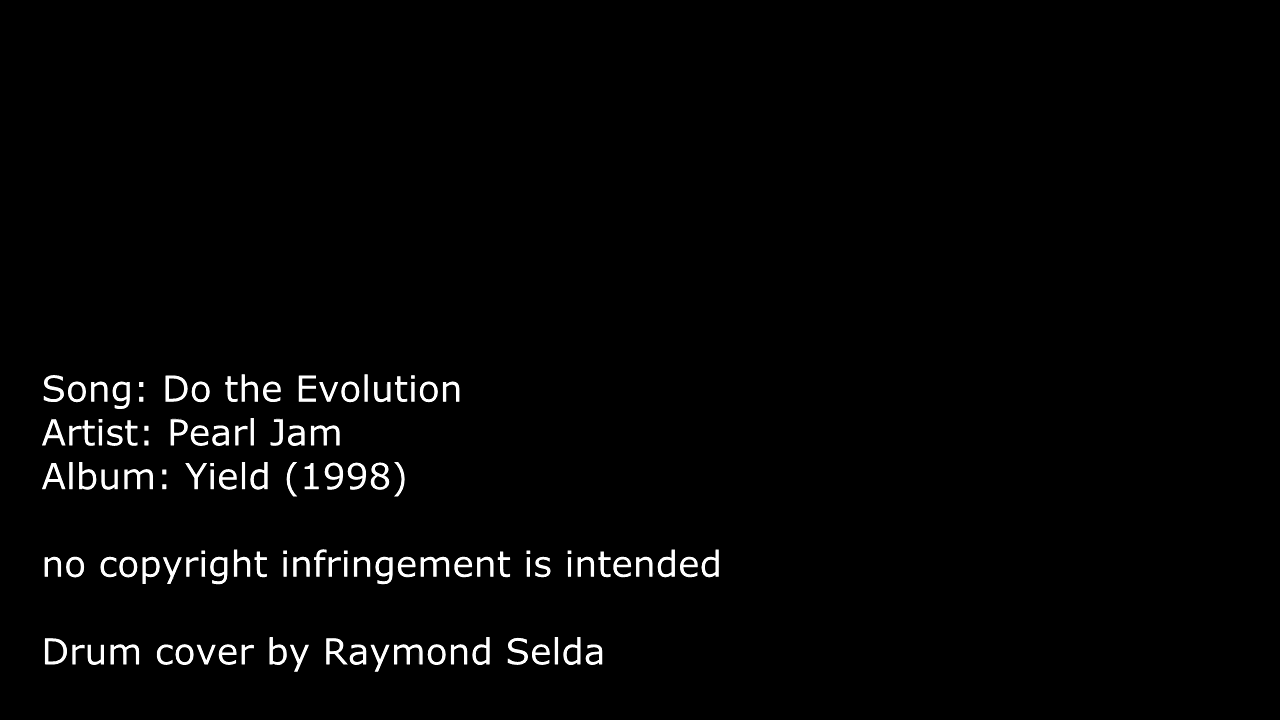 Song: Do the Evolution
Artist: Pearl Jam
Album: Yield (1998)
no copyright infringement is intended
Drum cover by Raymond Selda